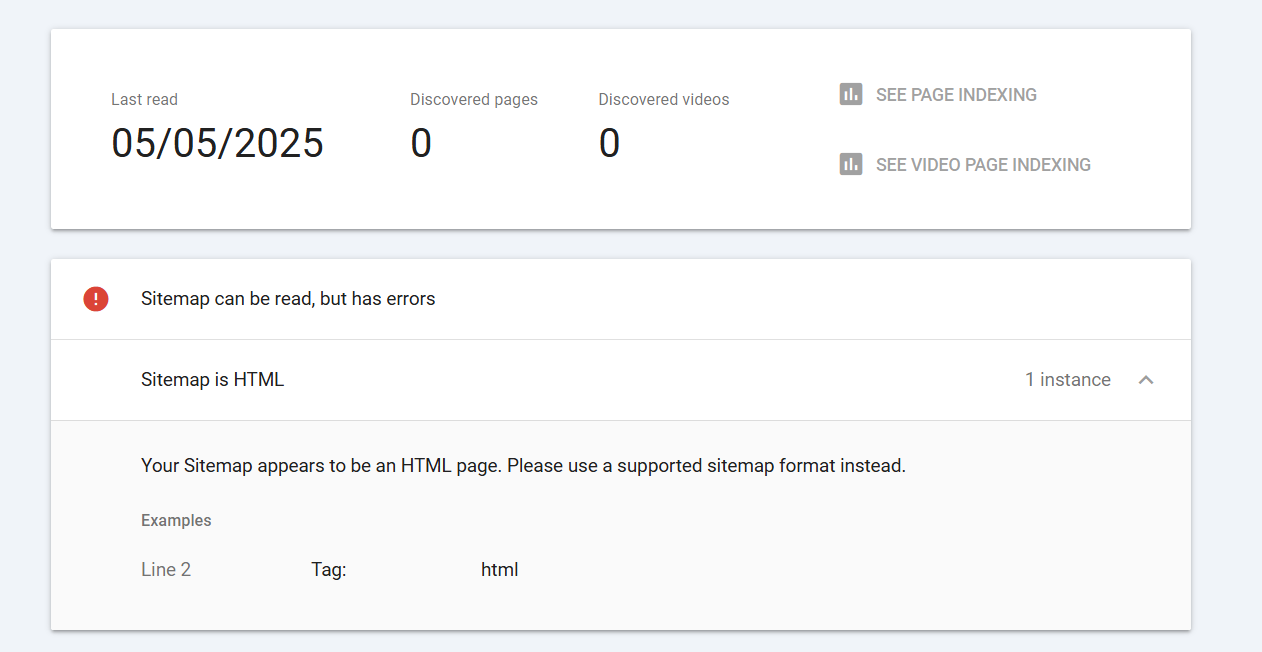 Last read
05/05/2025
Discovered pages
0
Discovered videos
0
SEE PAGE INDEXING
SEE VIDEO PAGE INDEXING
Sitemap can be read, but has errors
Sitemap is HTML
1 instance
Your Sitemap appears to be an HTML page. Please use a supported sitemap format instead.
Examples
Line 2 Tag: html